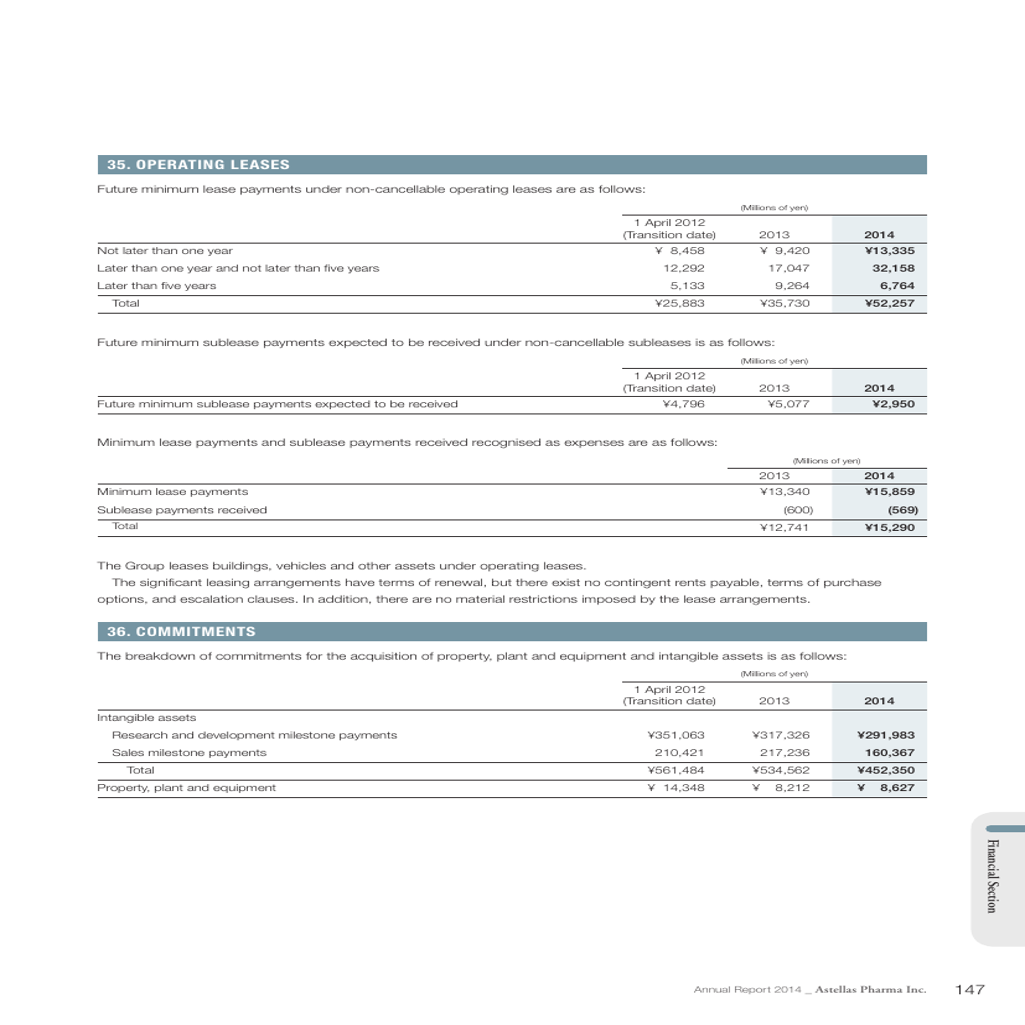 35. OPERATING LEASES
Future minimum lease payments under non-cancellable operating leases are as follows:
(Millions of yen)
1 April 2012
(Transition date) 2013 2014
Not later than one year ¥ 8,458 ¥ 9,420 ¥13,335
Later than one year and not later than five years 12,292 17,047 32,158
Later than five years 5,133 9,264 6,764
Total ¥25,883 ¥35,730 ¥52,257
Future minimum sublease payments expected to be received under non-cancellable subleases is as follows:
(Millions of yen)
1 April 2012
(Transition date) 2013 2014
Future minimum sublease payments expected to be received ¥4,796 ¥5,077 ¥2,950
Minimum lease payments and sublease payments received recognised as expenses are as follows:
(Millions of yen)
2013 2014
Minimum lease payments ¥13,340 ¥15,859
Sublease payments received (600) (569)
Total ¥12,741 ¥15,290
The Group leases buildings, vehicles and other assets under operating leases.
The significant leasing arrangements have terms of renewal, but there exist no contingent rents payable, terms of purchase
options, and escalation clauses. In addition, there are no material restrictions imposed by the lease arrangements.
36. COMMITMENTS
The breakdown of commitments for the acquisition of property, plant and equipment and intangible assets is as follows:
(Millions of yen)
1 April 2012
(Transition date) 2013 2014
Intangible assets
Research and development milestone payments ¥351,063 ¥317,326 ¥291,983
Sales milestone payments 210,421 217,236 160,367
Total ¥561,484 ¥534,562 ¥452,350
Property, plant and equipment ¥ 14,348 ¥ 8,212 ¥ 8,627
Financial Section
Annual Report 2014 _ Astellas Pharma Inc. 147